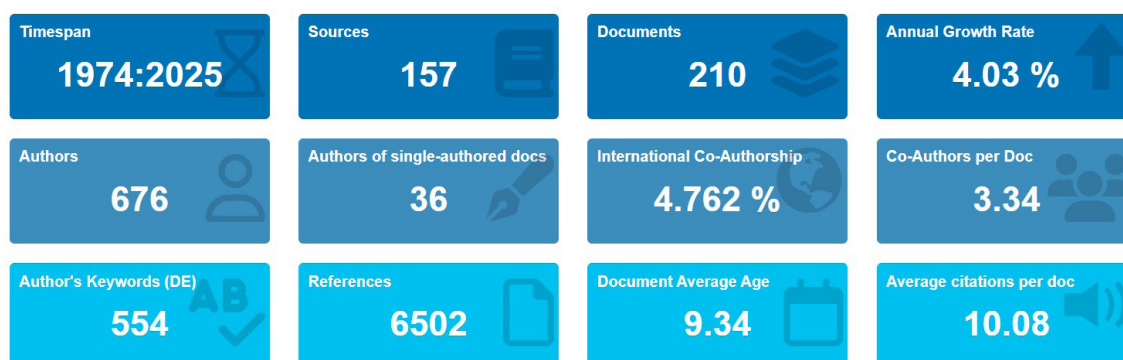 Timespan
1974:2025
Sources
157
Documents
210
Annual Growth Rate
4.03 %
Authors
676
Authors of single-authored docs
36
International Co-Authorship
4.762 %
Co-Authors per Doc
3.34
Author's Keywords (DE)
554
AB
References
6502
Document Average Age
9.34
Average citations per doc
10.08